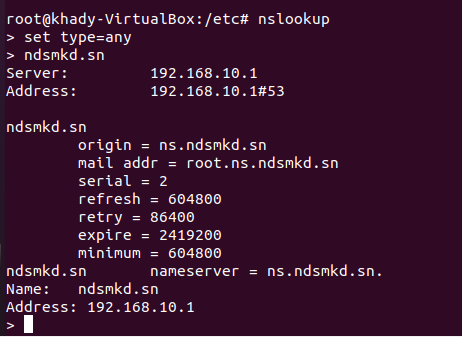 root@khady-VirtualBox:/etc# nslookup
> set type=any
> ndsmkd.sn
Server:         192.168.10.1
Address:        192.168.10.1#53

ndsmkd.sn
        origin = ns.ndsmkd.sn
        mail addr = root.ns.ndsmkd.sn
        serial = 2
        refresh = 604800
        retry = 86400
        expire = 2419200
        minimum = 604800
ndsmkd.sn       nameserver = ns.ndsmkd.sn.
Name:   ndsmkd.sn
Address: 192.168.10.1
>